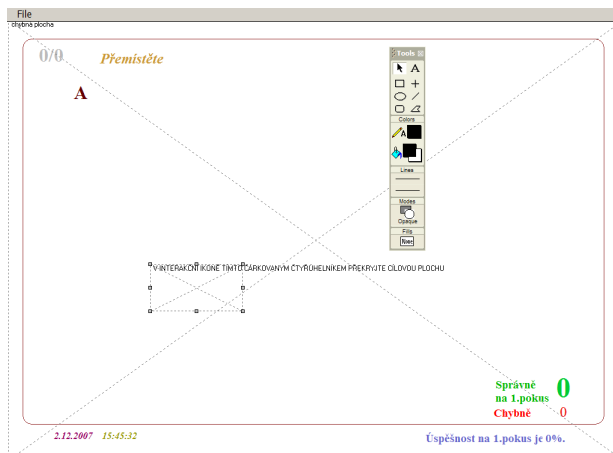 File
chybná plocha
0/0
Přemístěte
A
Tools
A
Colors
A
Lines
Modes
Opaque
Fills
None
V INTERAKČNÍ IKONĚ TÍMTO ČÁRKOVANÝM ČTYŘÚHELNÍKEM PŘEKRYJTE CÍLOVOU PLOCHU
Správně
na 1.pokus 0
Chybně 0
2.12.2007 15:45:32
Úspěšnost na 1.pokus je 0%.